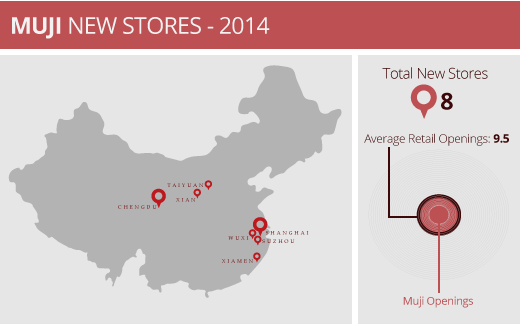 MUJI NEW STORES - 2014
Total New Stores
8
Average Retail Openings: 9.5
TAIYUAN
XIAN
CHENGDU
SHANGHAI
WUXI
SUZHOU
XIAMEN
Muji Openings